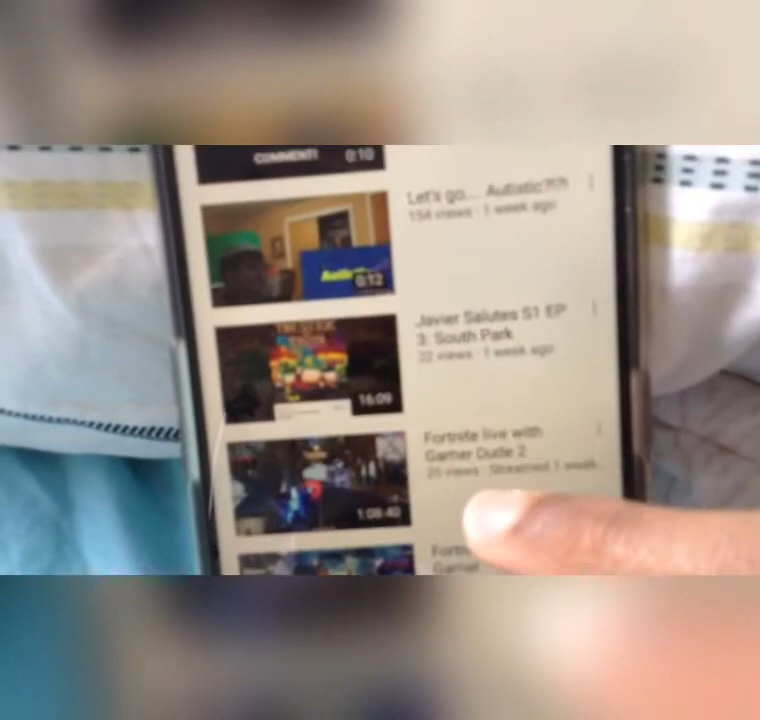 COMMENT! 0:10
Let's go... Autistic?!?!
154 views · 1 week ago
0:12
Javier Salutes S1 EP
3: South Park
22 views · 1 week ago
16:09
Fortnite live with
Gamer Dude 2
25 views · Streamed 1 week...
1:08:40
Gamer